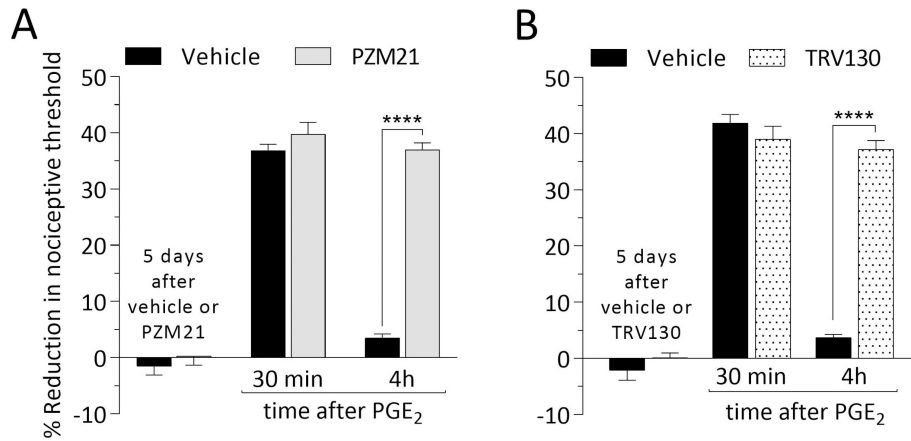 A
Vehicle PZM21
% Reduction in nociceptive threshold
50
40
30
20
10
0
-10
5 days
after
vehicle or
PZM21
****
30 min 4h
time after PGE₂
B
Vehicle TRV130
50
40
30
20
10
0
-10
5 days
after
vehicle or
TRV130
****
30 min 4h
time after PGE₂